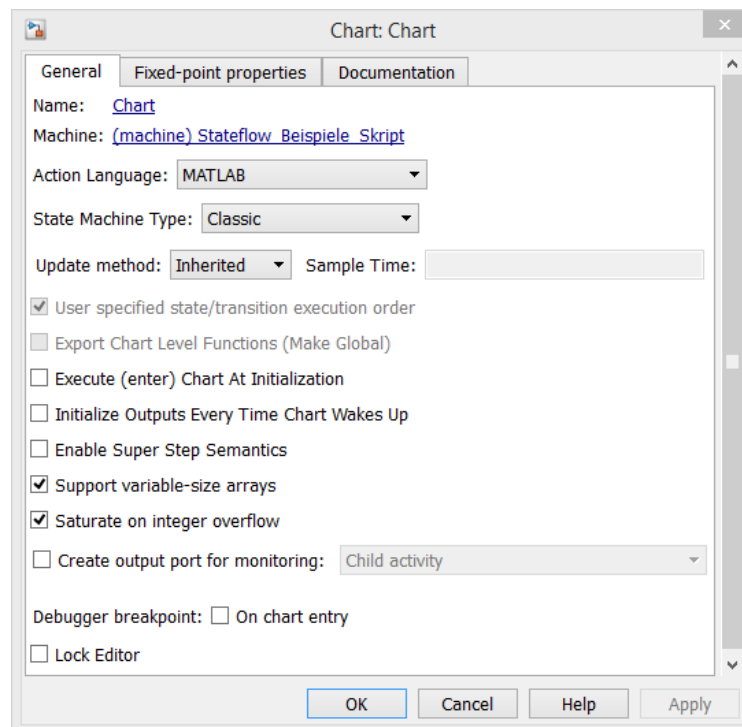 Chart: Chart
General Fixed-point properties Documentation
Name: Chart
Machine: (machine) Stateflow_Beispiele_Skript
Action Language: MATLAB
State Machine Type: Classic
Update method: Inherited Sample Time:
User specified state/transition execution order
Export Chart Level Functions (Make Global)
Execute (enter) Chart At Initialization
Initialize Outputs Every Time Chart Wakes Up
Enable Super Step Semantics
Support variable-size arrays
Saturate on integer overflow
Create output port for monitoring: Child activity
Debugger breakpoint: On chart entry
Lock Editor
OK Cancel Help Apply